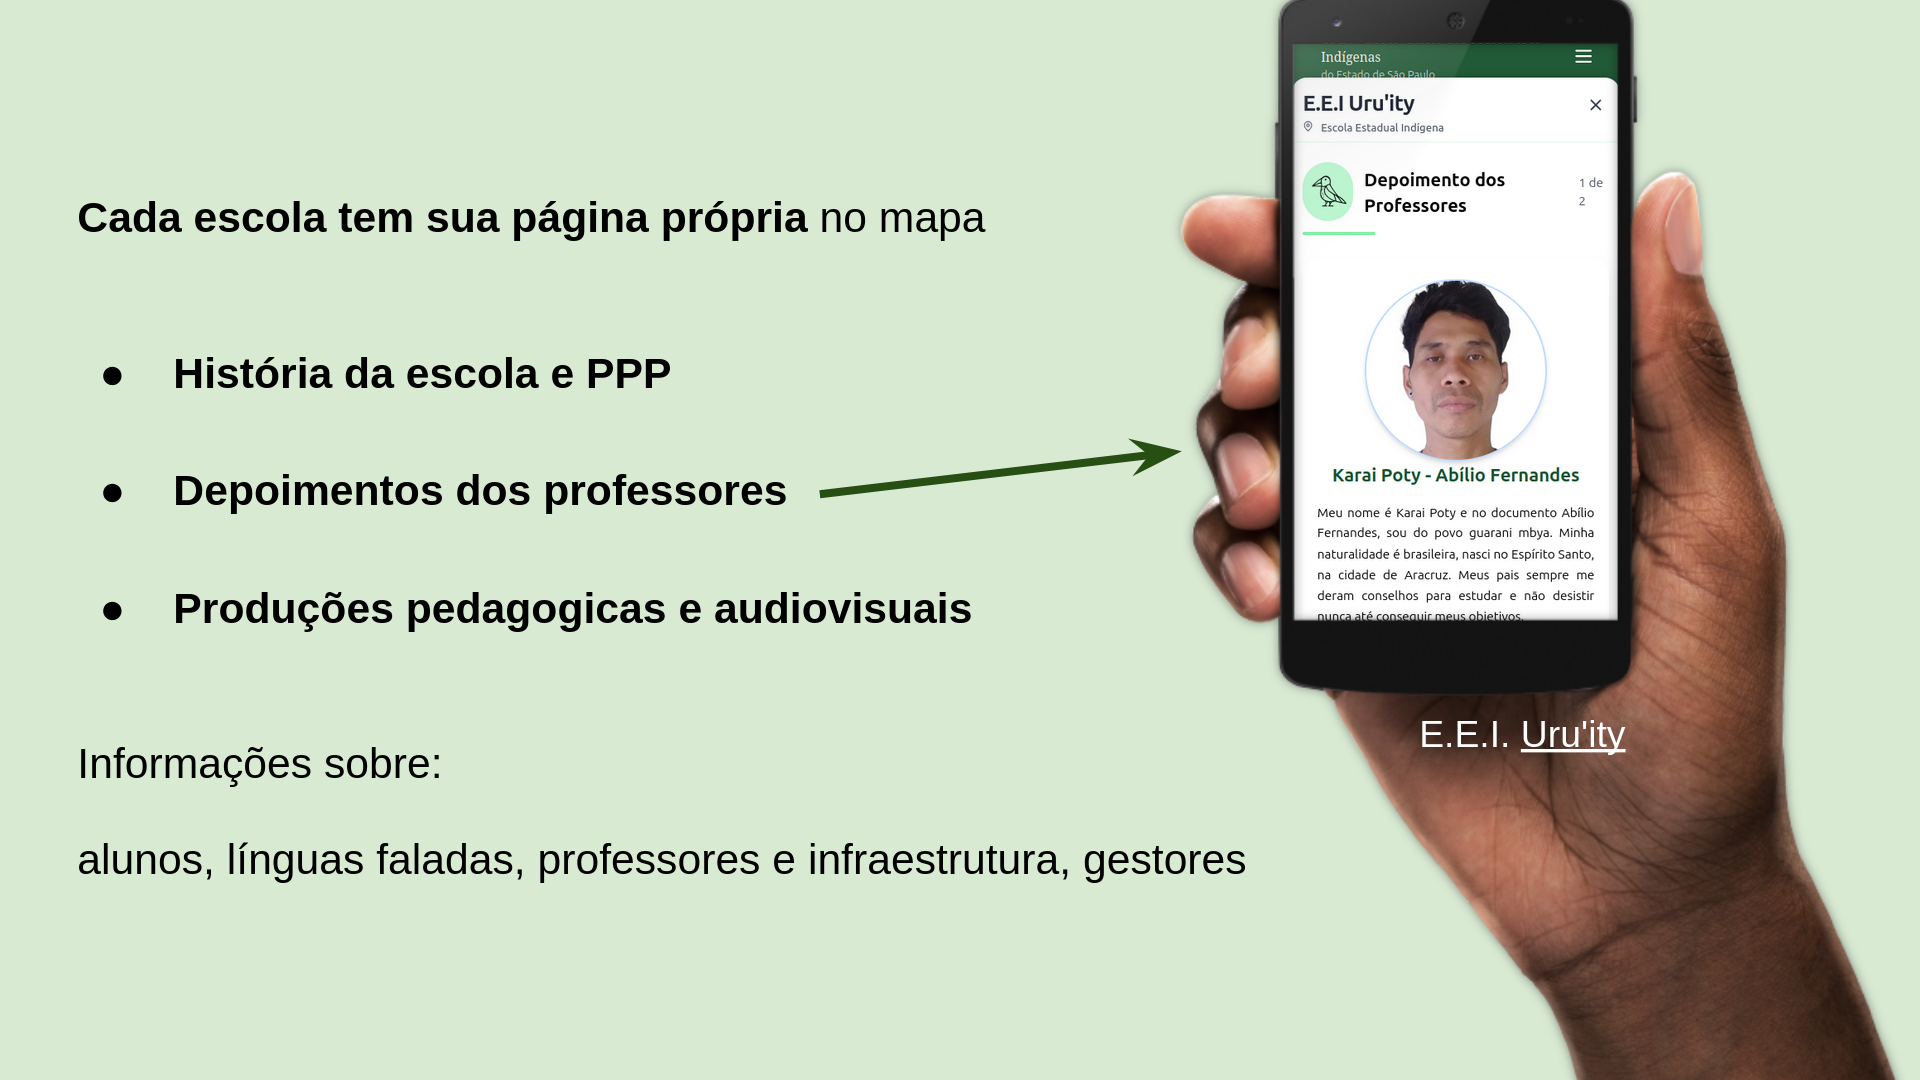 Cada escola tem sua página própria no mapa
● História da escola e PPP
● Depoimentos dos professores
● Produções pedagogicas e audiovisuais
Informações sobre:
alunos, línguas faladas, professores e infraestrutura, gestores
Indígenas
do Estado de São Paulo
E.E.I Uru'ity
Escola Estadual Indígena
Depoimento dos
Professores
1 de
2
Karai Poty - Abílio Fernandes
Meu nome é Karai Poty e no documento Abílio
Fernandes, sou do povo guarani mbya. Minha
naturalidade é brasileira, nasci no Espírito Santo,
na cidade de Aracruz. Meus pais sempre me
deram conselhos para estudar e não desistir
nunca até conseguir meus objetivos.
E.E.I. Uru'ity